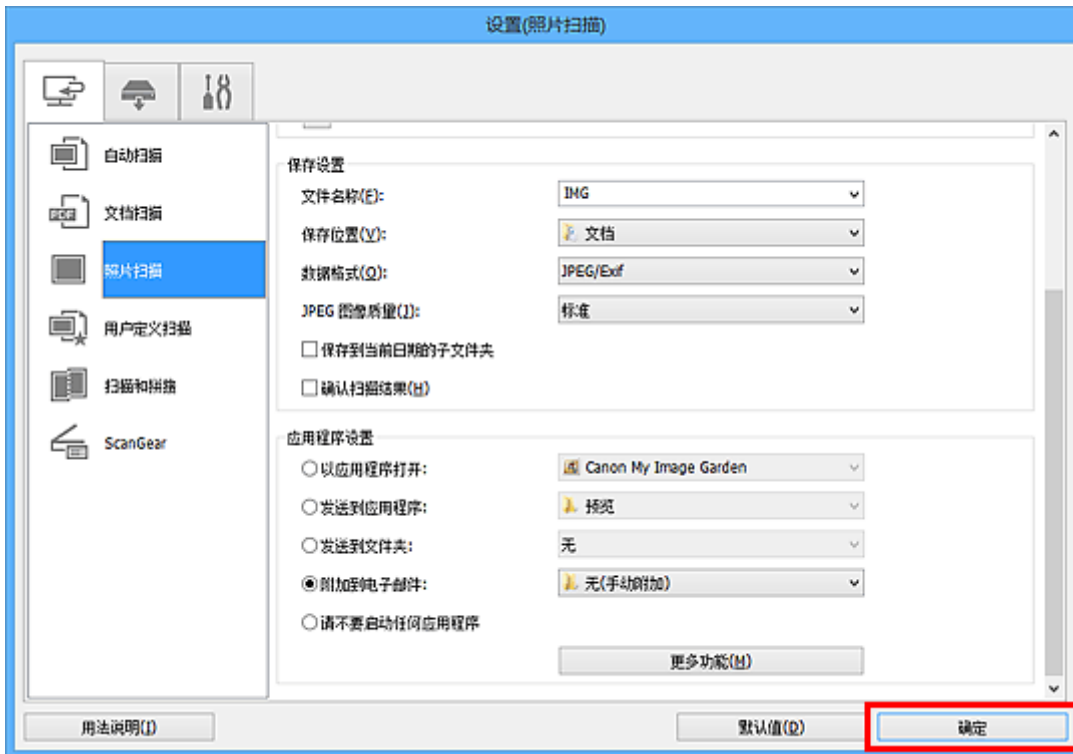 设置(照片扫描)
自动扫描
文档扫描
照片扫描
用户定义扫描
扫描和拼接
ScanGear
保存设置
文件名称(F): IMG
保存位置(V): 文档
数据格式(O): JPEG/Exif
JPEG 图像质量(J): 标准
保存到当前日期的子文件夹
确认扫描结果(H)
应用程序设置
以应用程序打开: Canon My Image Garden
发送到应用程序: 预览
发送到文件夹: 无
附加到电子邮件: 无(手动附加)
请不要启动任何应用程序
更多功能(M)
用法说明(I) 默认值(D) 确定